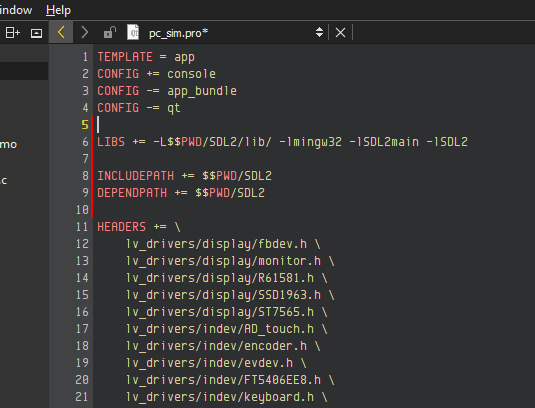 indow Help
pc_sim.pro*
1 TEMPLATE = app
2 CONFIG += console
3 CONFIG -= app_bundle
4 CONFIG -= qt
5
6 LIBS += -L$$PWD/SDL2/lib/ -lmingw32 -lSDL2main -lSDL2
7
8 INCLUDEPATH += $$PWD/SDL2
9 DEPENDPATH += $$PWD/SDL2
10
11 HEADERS += \
12 lv_drivers/display/fbdev.h \
13 lv_drivers/display/monitor.h \
14 lv_drivers/display/R61581.h \
15 lv_drivers/display/SSD1963.h \
16 lv_drivers/display/ST7565.h \
17 lv_drivers/indev/AD_touch.h \
18 lv_drivers/indev/encoder.h \
19 lv_drivers/indev/evdev.h \
20 lv_drivers/indev/FT5406EE8.h \
21 lv_drivers/indev/keyboard.h \
mo
.c